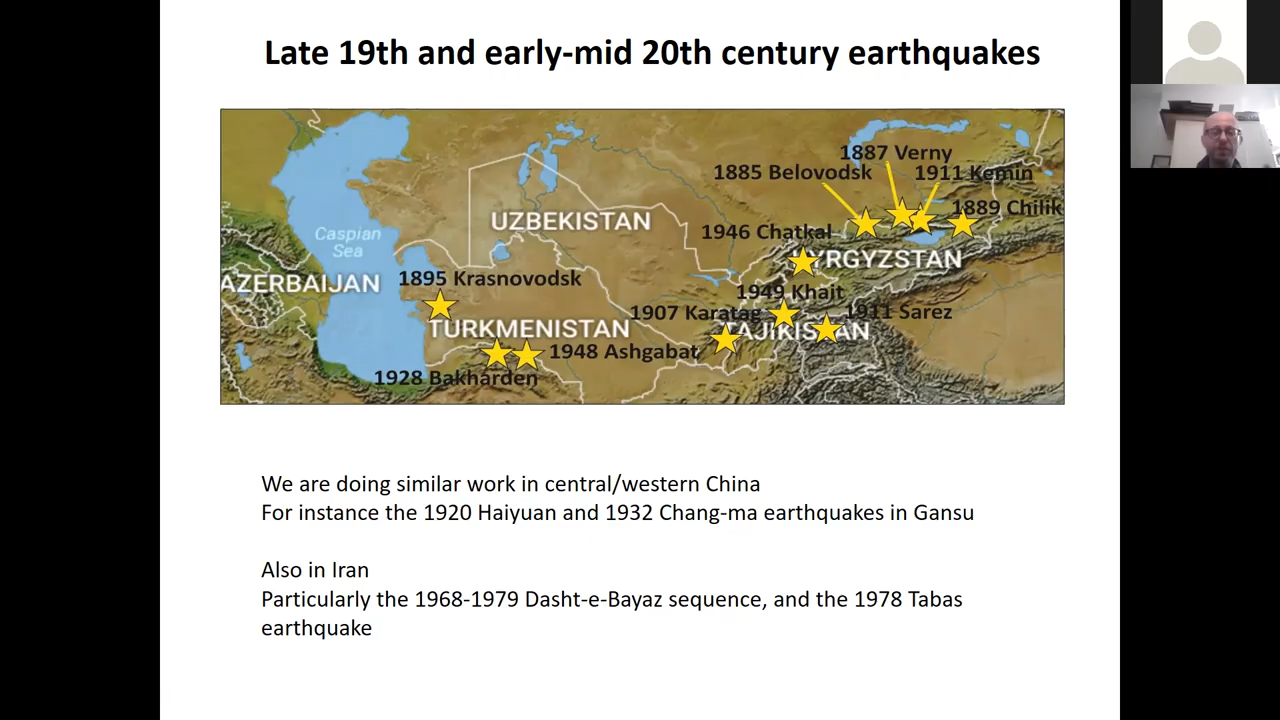 Late 19th and early-mid 20th century earthquakes
1887 Verny
1885 Belovodsk
1911 Kemin
1889 Chilik
UZBEKISTAN
1946 Chatkal
Caspian
Sea
KYRGYZSTAN
AZERBAIJAN
1895 Krasnovodsk
1949 Khait
1907 Karatag
1911 Sarez
TURKMENISTAN
TAJIKISTAN
1948 Ashgabat
1928 Bakharden
We are doing similar work in central/western China
For instance the 1920 Haiyuan and 1932 Chang-ma earthquakes in Gansu
Also in Iran
Particularly the 1968-1979 Dasht-e-Bayaz sequence, and the 1978 Tabas
earthquake